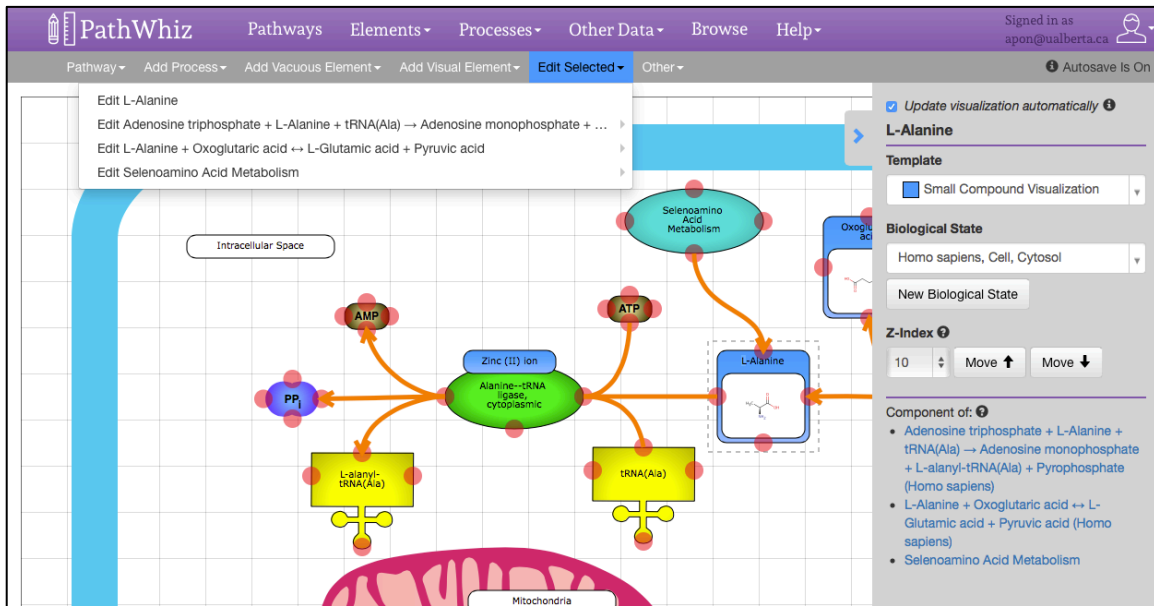 PathWhiz
Pathways
Elements
Processes
Other Data
Browse
Help
Signed in as
apon@ualberta.ca
Pathway
Add Process
Add Vacuous Element
Add Visual Element
Edit Selected
Other
Autosave Is On
Edit L-Alanine
Edit Adenosine triphosphate + L-Alanine + tRNA(Ala) → Adenosine monophosphate + ...
Edit L-Alanine + Oxoglutaric acid ↔ L-Glutamic acid + Pyruvic acid
Edit Selenoamino Acid Metabolism
Intracellular Space
Selenoamino
Acid
Metabolism
AMP
ATP
Zinc (II) ion
Alanine--tRNA
ligase,
cytoplasmic
L-Alanine
PPi
L-alanyl-
tRNA(Ala)
tRNA(Ala)
Mitochondria
Update visualization automatically
L-Alanine
Template
Small Compound Visualization
Biological State
Homo sapiens, Cell, Cytosol
New Biological State
Z-Index
10
Move
Move
Component of:
Adenosine triphosphate + L-Alanine +
tRNA(Ala) → Adenosine monophosphate
+ L-alanyl-tRNA(Ala) + Pyrophosphate
(Homo sapiens)
L-Alanine + Oxoglutaric acid ↔ L-
Glutamic acid + Pyruvic acid (Homo
sapiens)
Selenoamino Acid Metabolism